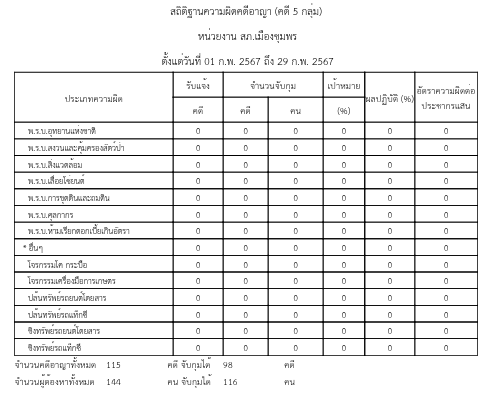 สถิติฐานความผิดคดีอาญา (คดี 5 กลุ่ม)
หน่วยงาน สภ.เมืองชุมพร
ตั้งแต่วันที่ 01 ก.พ. 2567 ถึง 29 ก.พ. 2567
ประเภทความผิด รับแจ้ง จำนวนจับกุม เป้าหมาย ผลปฏิบัติ (%) อัตราความผิดต่อ
คดี คดี คน (%) ประชากรแสน
พ.ร.บ.อุทยานแห่งชาติ 0 0 0 0 0 0
พ.ร.บ.สงวนและคุ้มครองสัตว์ป่า 0 0 0 0 0 0
พ.ร.บ.สิ่งแวดล้อม 0 0 0 0 0 0
พ.ร.บ.เลื่อยโซ่ยนต์ 0 0 0 0 0 0
พ.ร.บ.การขุดดินและถมดิน 0 0 0 0 0 0
พ.ร.บ.ศุลกากร 0 0 0 0 0 0
พ.ร.บ.ห้ามเรียกดอกเบี้ยเกินอัตรา 0 0 0 0 0 0
* อื่นๆ 0 0 0 0 0 0
โจรกรรมโค กระบือ 0 0 0 0 0 0
โจรกรรมเครื่องมือการเกษตร 0 0 0 0 0 0
ปล้นทรัพย์รถยนต์โดยสาร 0 0 0 0 0 0
ปล้นทรัพย์รถแท็กซี่ 0 0 0 0 0 0
ชิงทรัพย์รถยนต์โดยสาร 0 0 0 0 0 0
ชิงทรัพย์รถแท็กซี่ 0 0 0 0 0 0
จำนวนคดีอาญาทั้งหมด 115 คดี จับกุมได้ 98 คดี
จำนวนผู้ต้องหาทั้งหมด 144 คน จับกุมได้ 116 คน